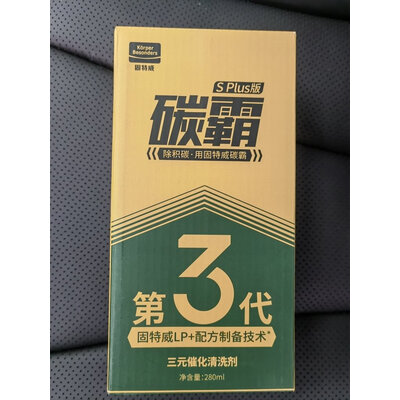 Körper
Besonders
固特威
S Plus版
碳霸
除积碳·用固特威碳霸
第3代
固特威LP+配方制备技术*
三元催化清洗剂
净含量:280ml